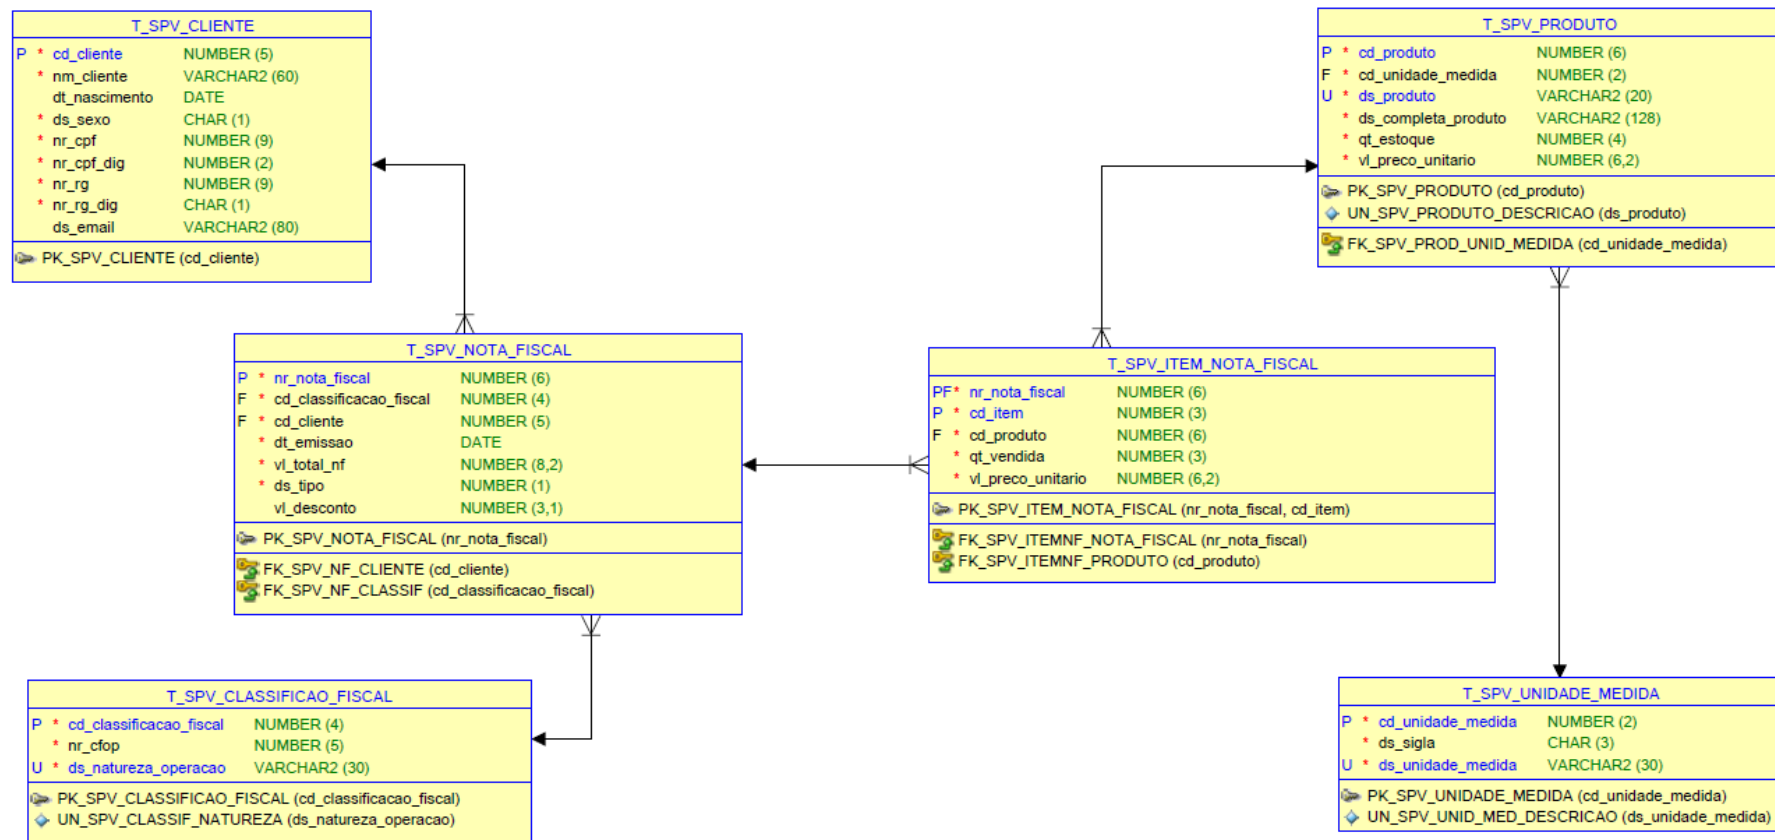 T_SPV_CLIENTE
P * cd_cliente NUMBER (5)
* nm_cliente VARCHAR2 (60)
dt_nascimento DATE
* ds_sexo CHAR (1)
* nr_cpf NUMBER (9)
* nr_cpf_dig NUMBER (2)
* nr_rg NUMBER (9)
* nr_rg_dig CHAR (1)
ds_email VARCHAR2 (80)
PK_SPV_CLIENTE (cd_cliente)
T_SPV_PRODUTO
P * cd_produto NUMBER (6)
F * cd_unidade_medida NUMBER (2)
U * ds_produto VARCHAR2 (20)
* ds_completa_produto VARCHAR2 (128)
* qt_estoque NUMBER (4)
* vl_preco_unitario NUMBER (6,2)
PK_SPV_PRODUTO (cd_produto)
UN_SPV_PRODUTO_DESCRICAO (ds_produto)
FK_SPV_PROD_UNID_MEDIDA (cd_unidade_medida)
T_SPV_NOTA_FISCAL
P * nr_nota_fiscal NUMBER (6)
F * cd_classificacao_fiscal NUMBER (4)
F * cd_cliente NUMBER (5)
* dt_emissao DATE
* vl_total_nf NUMBER (8,2)
* ds_tipo NUMBER (1)
vl_desconto NUMBER (3,1)
PK_SPV_NOTA_FISCAL (nr_nota_fiscal)
FK_SPV_NF_CLIENTE (cd_cliente)
FK_SPV_NF_CLASSIF (cd_classificacao_fiscal)
T_SPV_ITEM_NOTA_FISCAL
PF* nr_nota_fiscal NUMBER (6)
P * cd_item NUMBER (3)
F * cd_produto NUMBER (6)
* qt_vendida NUMBER (3)
* vl_preco_unitario NUMBER (6,2)
PK_SPV_ITEM_NOTA_FISCAL (nr_nota_fiscal, cd_item)
FK_SPV_ITEMNF_NOTA_FISCAL (nr_nota_fiscal)
FK_SPV_ITEMNF_PRODUTO (cd_produto)
T_SPV_CLASSIFICAO_FISCAL
P * cd_classificacao_fiscal NUMBER (4)
* nr_cfop NUMBER (5)
U * ds_natureza_operacao VARCHAR2 (30)
PK_SPV_CLASSIFICAO_FISCAL (cd_classificacao_fiscal)
UN_SPV_CLASSIF_NATUREZA (ds_natureza_operacao)
T_SPV_UNIDADE_MEDIDA
P * cd_unidade_medida NUMBER (2)
* ds_sigla CHAR (3)
U * ds_unidade_medida VARCHAR2 (30)
PK_SPV_UNIDADE_MEDIDA (cd_unidade_medida)
UN_SPV_UNID_MED_DESCRICAO (ds_unidade_medida)